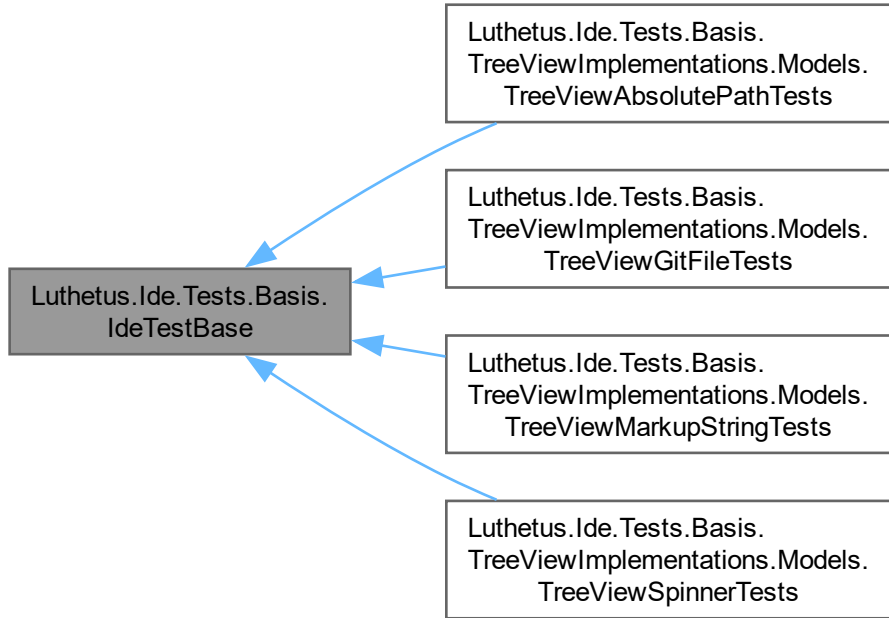 Luthetus.Ide.Tests.Basis.
TreeViewImplementations.Models.
TreeViewAbsolutePathTests
Luthetus.Ide.Tests.Basis.
TreeViewImplementations.Models.
TreeViewGitFileTests
Luthetus.Ide.Tests.Basis.
IdeTestBase
Luthetus.Ide.Tests.Basis.
TreeViewImplementations.Models.
TreeViewMarkupStringTests
Luthetus.Ide.Tests.Basis.
TreeViewImplementations.Models.
TreeViewSpinnerTests